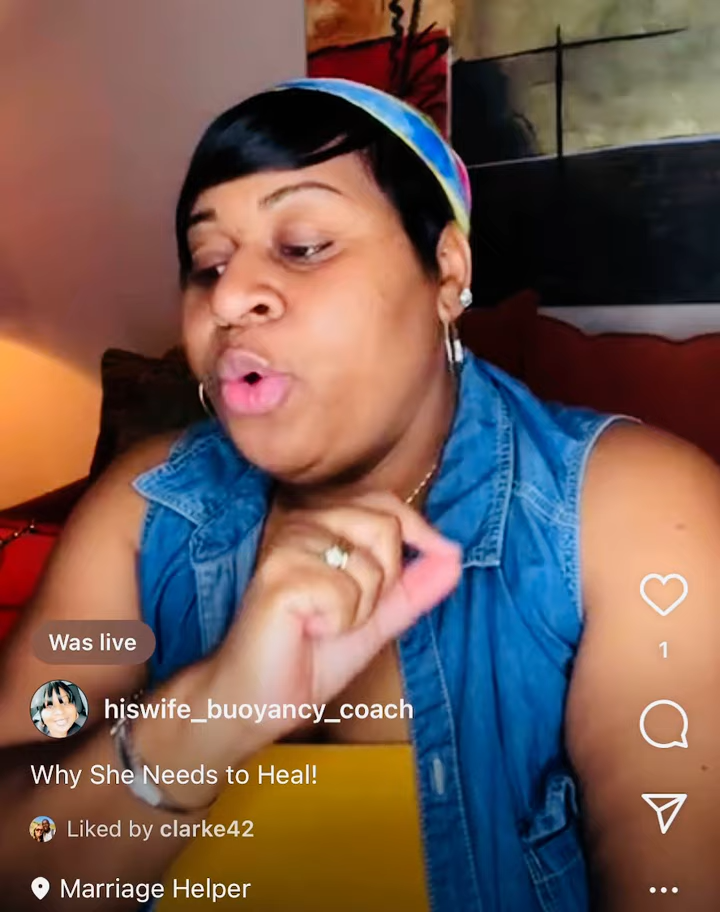 Was live
hiswife_buoyancy_coach
1
Why She Needs to Heal!
Liked by clarke42
Marriage Helper